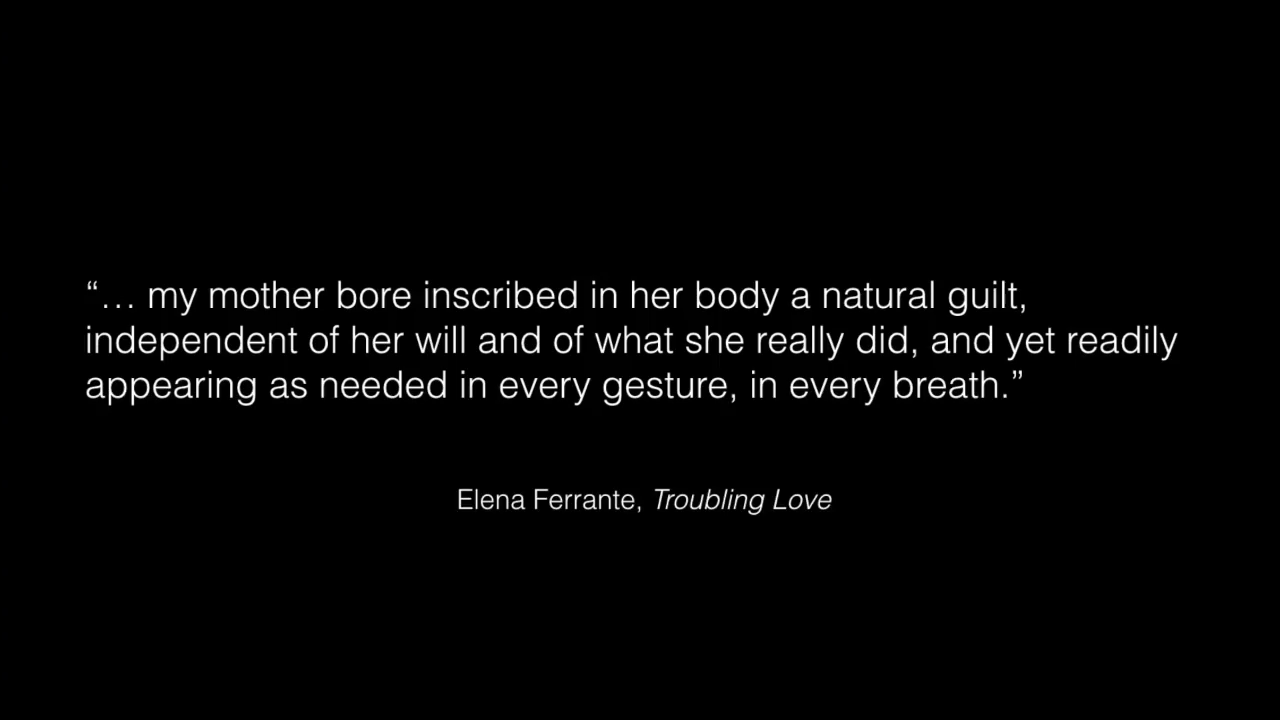 “… my mother bore inscribed in her body a natural guilt,
independent of her will and of what she really did, and yet readily
appearing as needed in every gesture, in every breath.”
Elena Ferrante, Troubling Love